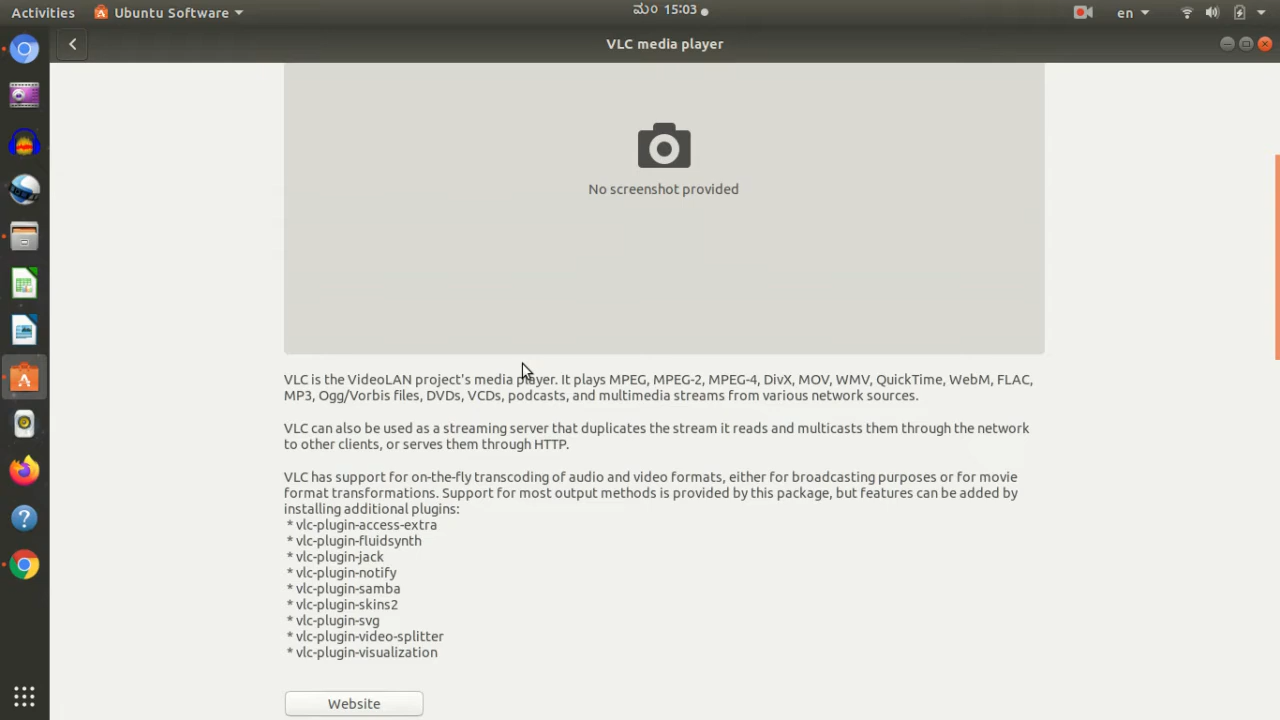 Activities
Ubuntu Software
ಮಂ 15:03
en
VLC media player
No screenshot provided
VLC is the VideoLAN project's media player. It plays MPEG, MPEG-2, MPEG-4, DivX, MOV, WMV, QuickTime, WebM, FLAC,
MP3, Ogg/Vorbis files, DVDs, VCDs, podcasts, and multimedia streams from various network sources.
VLC can also be used as a streaming server that duplicates the stream it reads and multicasts them through the network
to other clients, or serves them through HTTP.
VLC has support for on-the-fly transcoding of audio and video formats, either for broadcasting purposes or for movie
format transformations. Support for most output methods is provided by this package, but features can be added by
installing additional plugins:
* vlc-plugin-access-extra
* vlc-plugin-fluidsynth
* vlc-plugin-jack
* vlc-plugin-notify
* vlc-plugin-samba
* vlc-plugin-skins2
* vlc-plugin-svg
* vlc-plugin-video-splitter
* vlc-plugin-visualization
Website